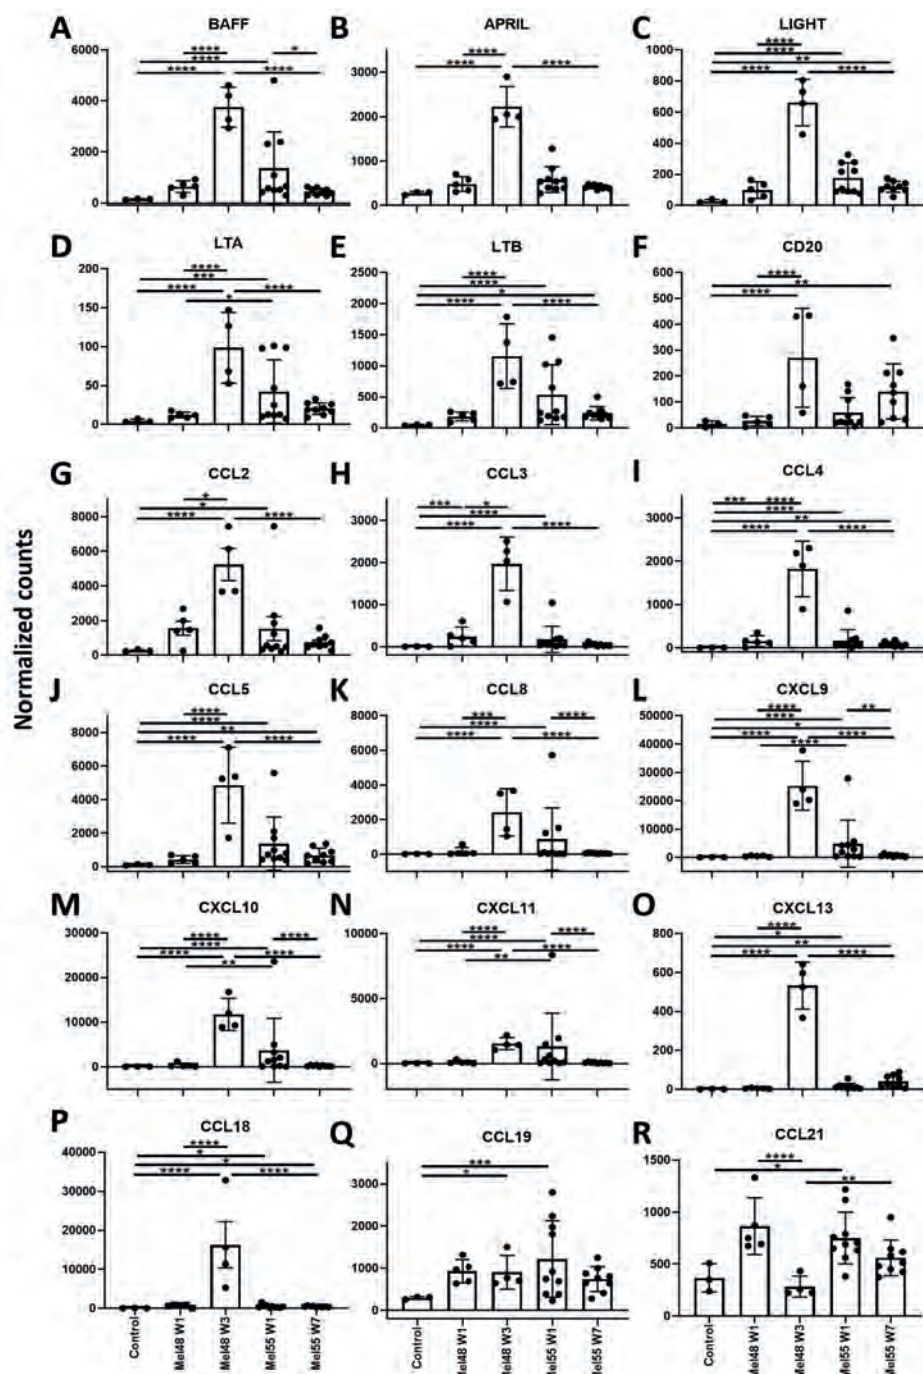 A BAFF B APRIL C LIGHT
6000 **** * 3000 **** 1000 ****
**** **** ****
**** **** **** **** **
4000 2000 800 **** ****
600
2000 1000 400
200
0 0 0
D LTA E LTB F CD20
200 **** 2500 **** 600 ****
*** **** **
150 **** **** 2000 * 500 ****
* **** **** 400
100 1500 300
1000 200
50 500 100
0 0 0
G CCL2 H CCL3 I CCL4
8000 * 3000 *** * 3000 *** ****
* **** ****
**** **** **** **** **
6000 2000 2000 **** ****
4000
2000 1000 1000
0 0 0
Normalized counts
J CCL5 K CCL8 L CXCL9
8000 **** 8000 *** **** 50000 **** **
**** **** ****
** **** **** *
6000 **** **** 6000 40000 **** ****
****
4000 4000 30000
20000
2000 2000 10000
0 0 0
M CXCL10 N CXCL11 O CXCL13
30000 **** **** 10000 **** **** 800 ****
**** **** *
**** **** **** **** **
** ** **** ****
20000 5000 600
400
10000 200
0 0 0
P CCL18 Q CCL19 R CCL21
40000 **** 3000 *** 1500 ****
* * *
* **
**** ****
30000 2000 1000
20000
10000 1000 500
0 0 0
Control Mel48 W1 Mel48 W3 Mel55 W1 Mel55 W7 Control Mel48 W1 Mel48 W3 Mel55 W1 Mel55 W7 Control Mel48 W1 Mel48 W3 Mel55 W1 Mel55 W7